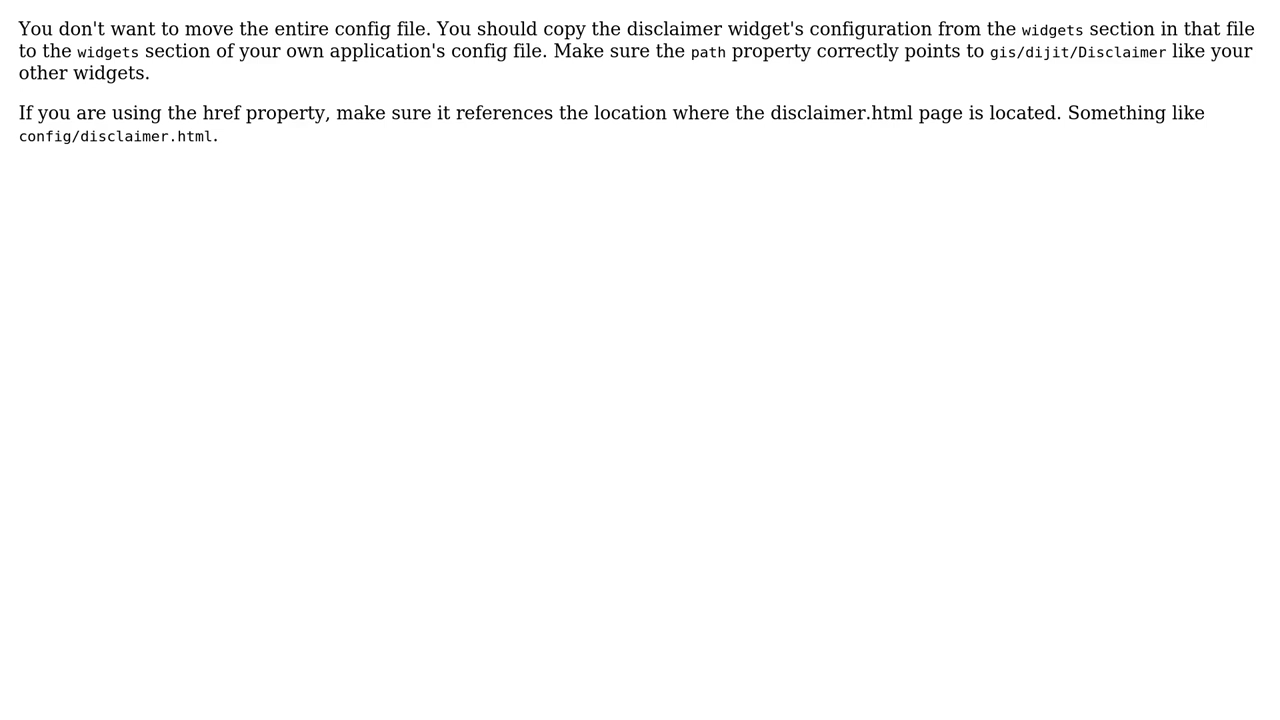 You don't want to move the entire config file. You should copy the disclaimer widget's configuration from the widgets section in that file
to the widgets section of your own application's config file. Make sure the path property correctly points to gis/dijit/Disclaimer like your
other widgets.
If you are using the href property, make sure it references the location where the disclaimer.html page is located. Something like
config/disclaimer.html.